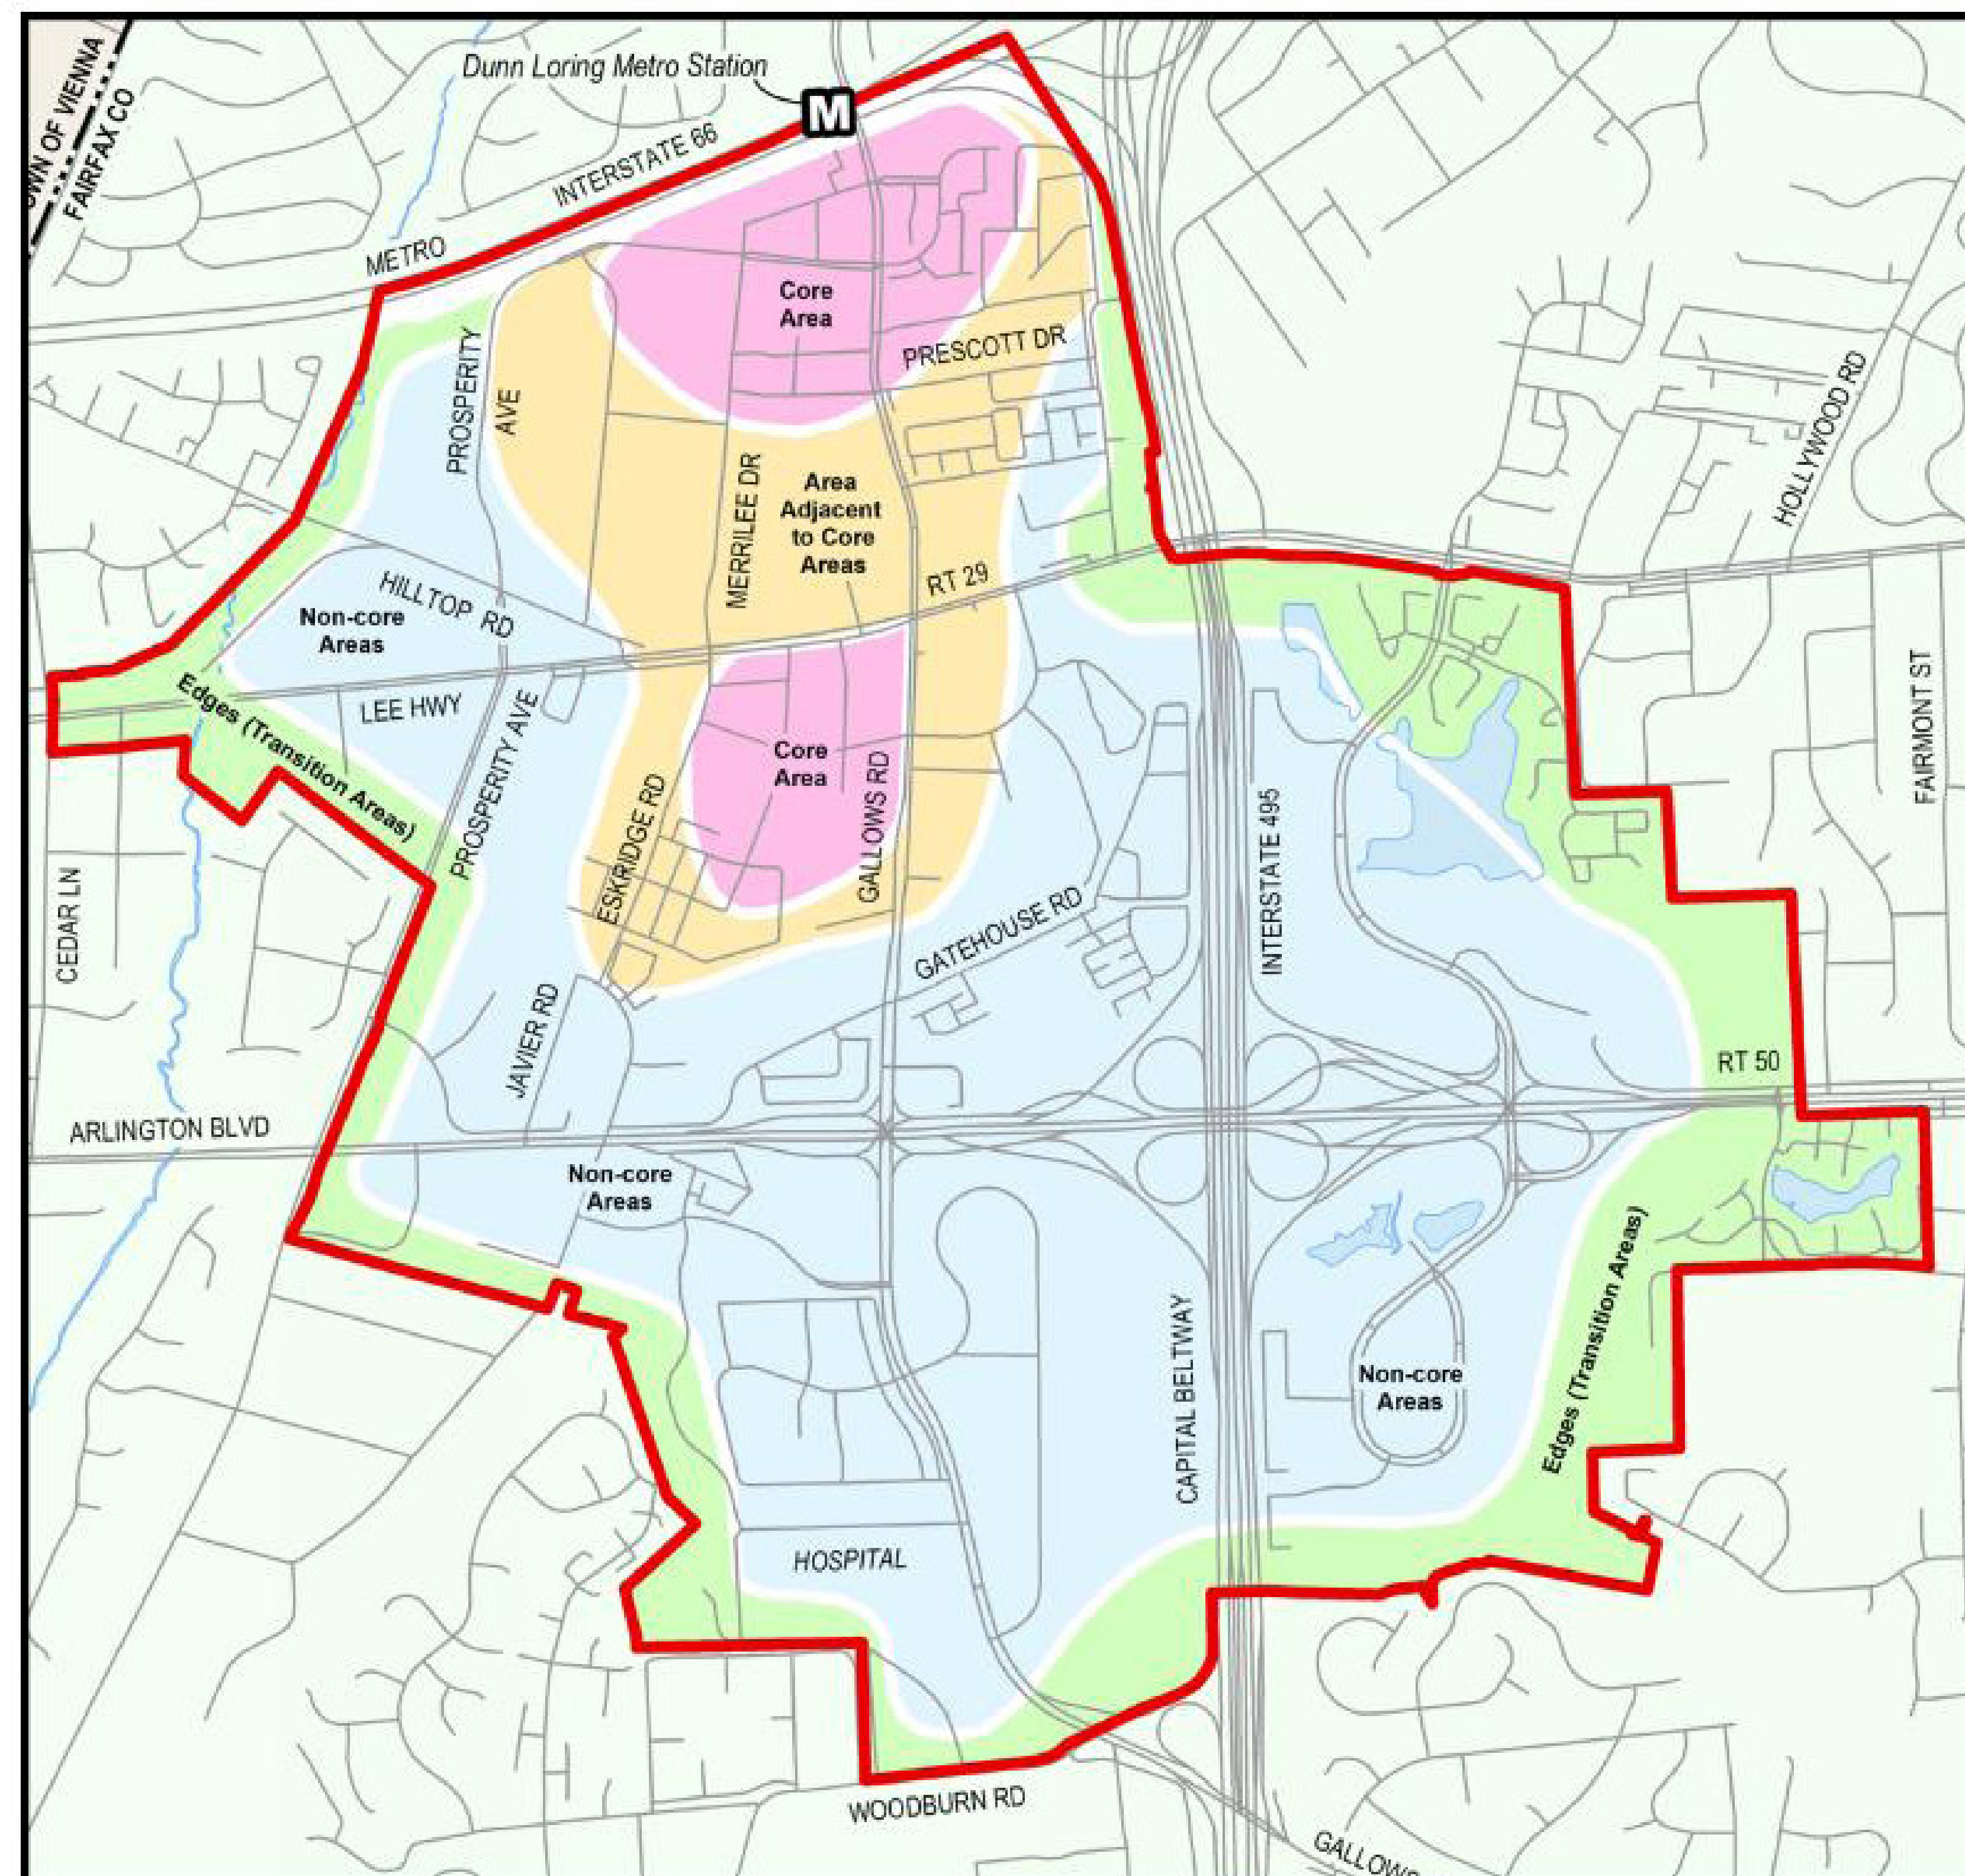 OWN OF VIENNA
FAIRFAX CO
Dunn Loring Metro Station
M
INTERSTATE 66
METRO
Core
Area
PRESCOTT DR
PROSPERITY
AVE
HOLLYWOOD RD
MERRILEE DR
Area
Adjacent
to Core
Areas
RT 29
HILLTOP RD
Non-core
Areas
LEE HWY
Edges (Transition Areas)
PROSPERITY AVE
Core
Area
ESKRIDGE RD
GALLOWS RD
FAIRMONT ST
INTERSTATE 495
CEDAR LN
GATEHOUSE RD
JAVIER RD
RT 50
ARLINGTON BLVD
Non-core
Areas
Edges (Transition Areas)
CAPITAL BELTWAY
Non-core
Areas
HOSPITAL
WOODBURN RD
GALLOWS